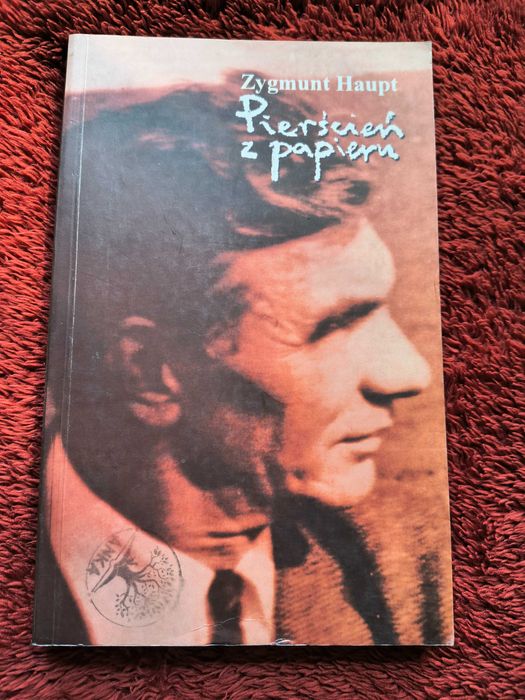 Zygmunt Haupt
Pierścień
z papieru